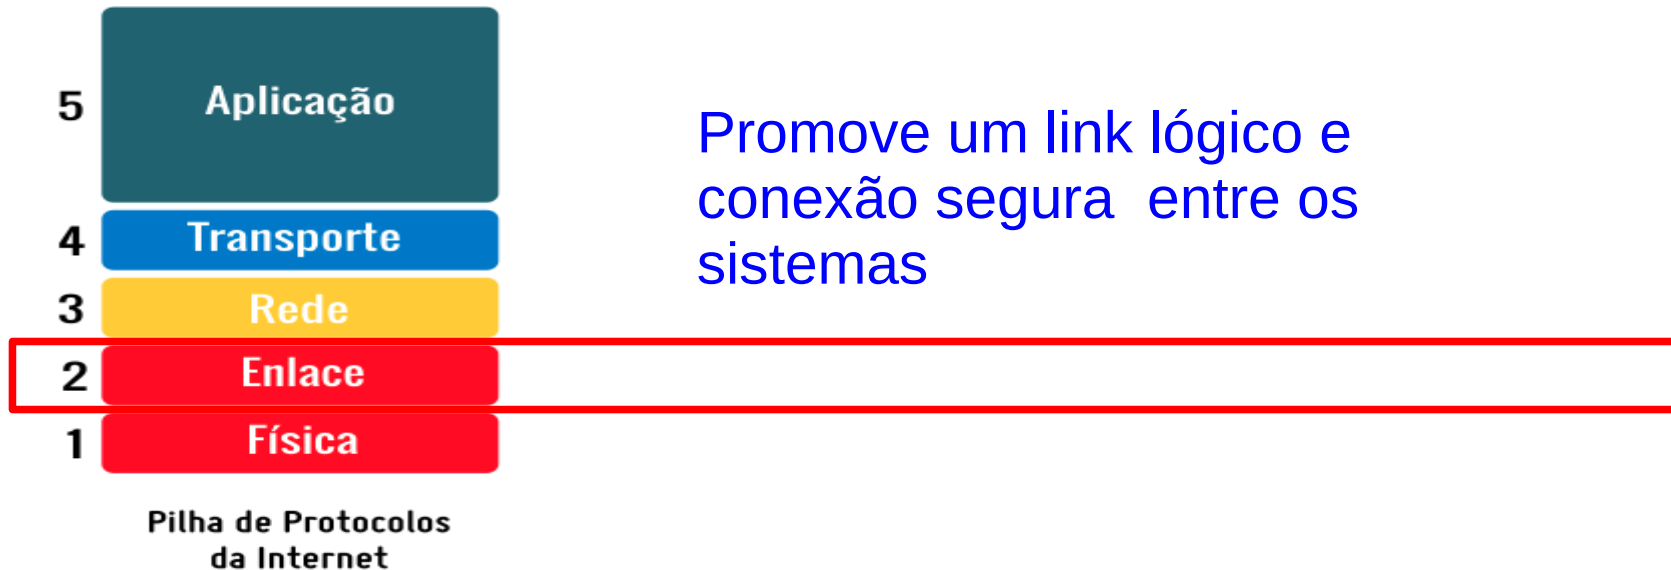 5 Aplicação
Promove um link lógico e
conexão segura  entre os
sistemas
4 Transporte
3 Rede
2 Enlace
1 Física
Pilha de Protocolos
da Internet